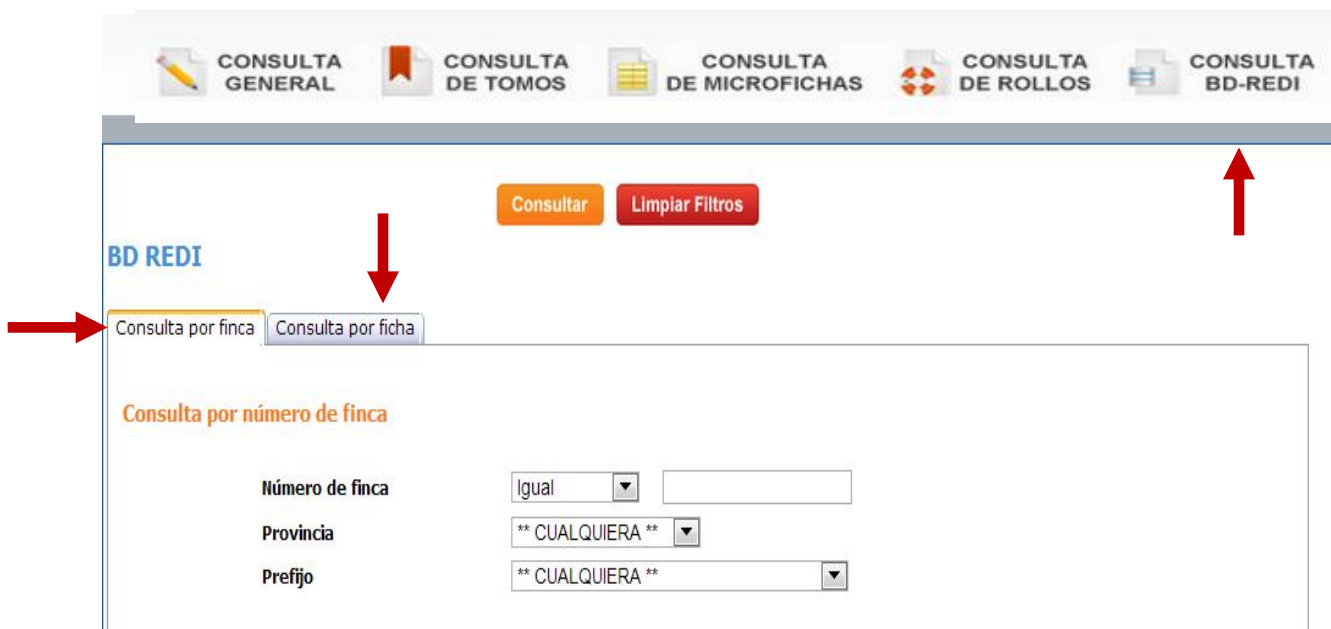 CONSULTA GENERAL
CONSULTA DE TOMOS
CONSULTA DE MICROFICHAS
CONSULTA DE ROLLOS
CONSULTA BD-REDI
Consultar Limpiar Filtros
BD REDI
Consulta por finca Consulta por ficha
Consulta por número de finca
Número de finca Igual
Provincia ** CUALQUIERA **
Prefijo ** CUALQUIERA **